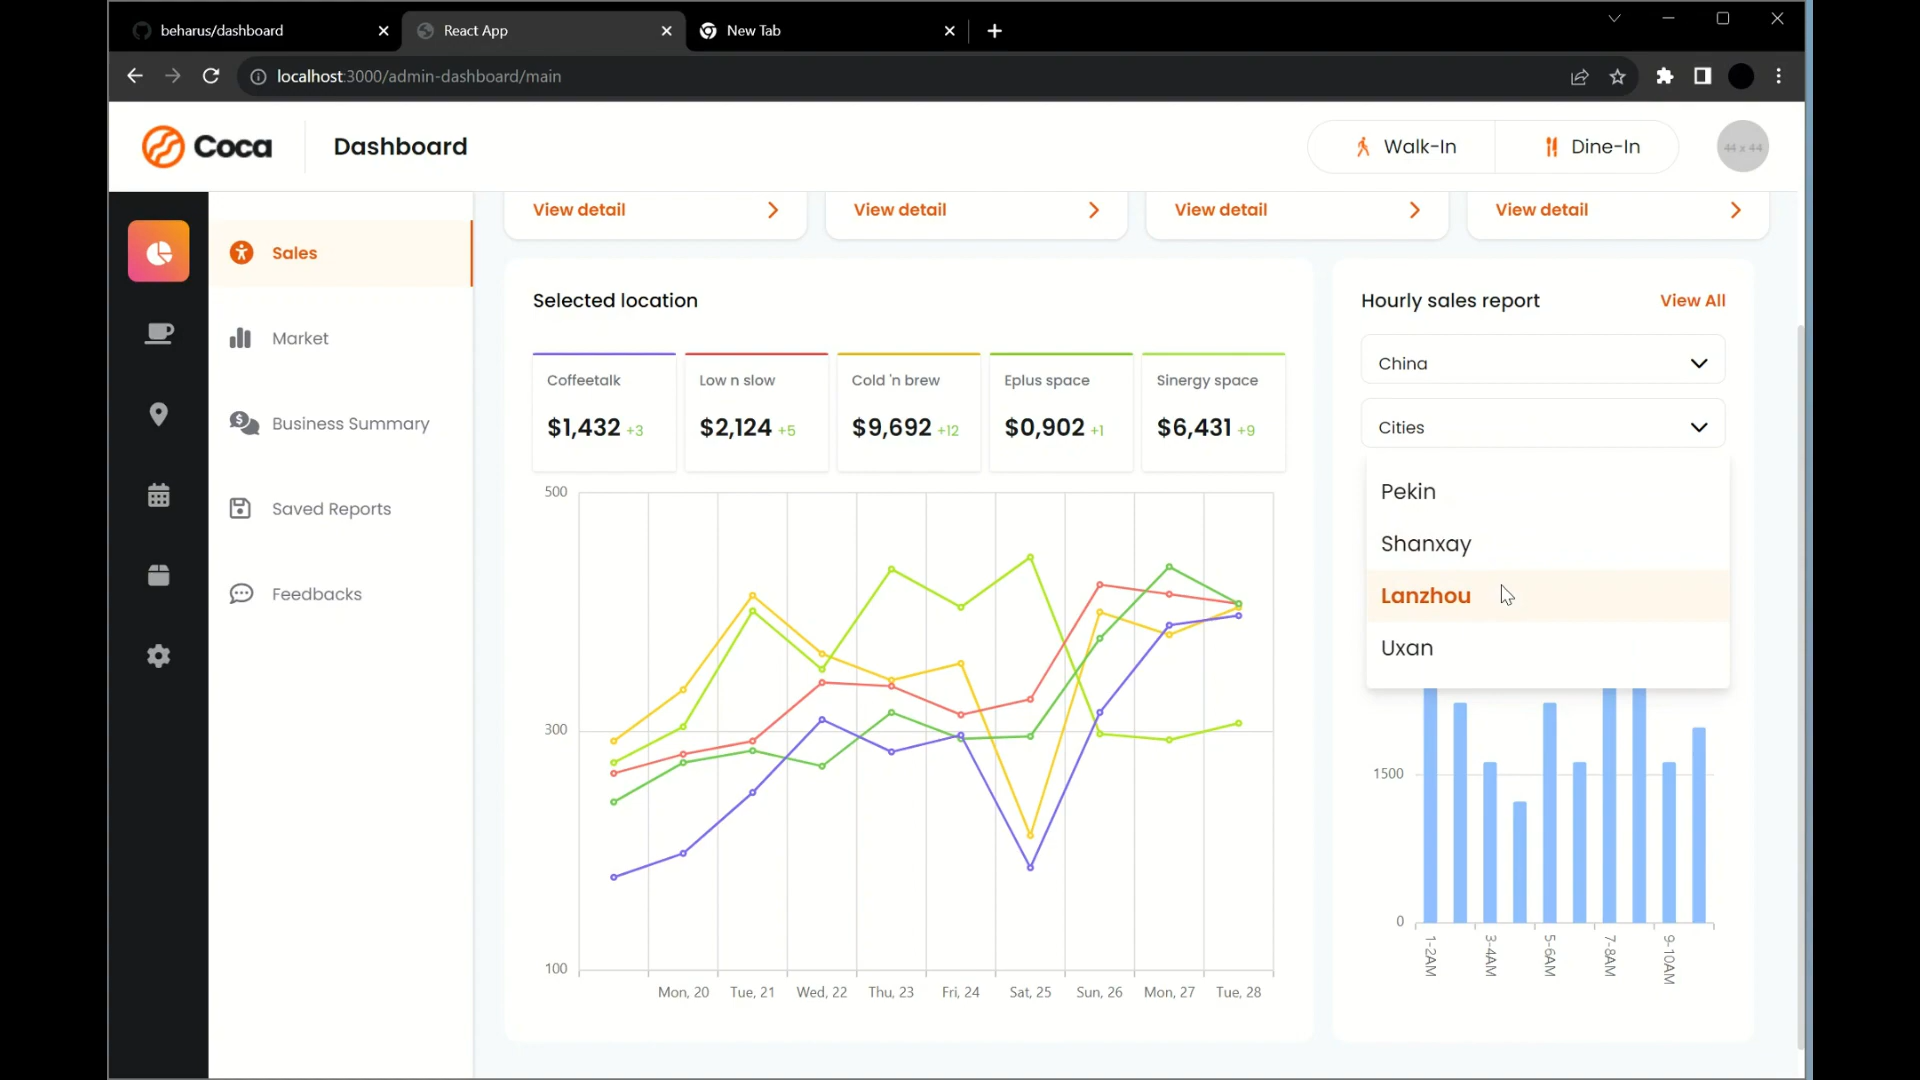 beharus/dashboard
React App
New Tab
localhost:3000/admin-dashboard/main
Coca
Dashboard
Walk-In
Dine-In
44 x 44
View detail
View detail
View detail
View detail
Sales
Market
Business Summary
Saved Reports
Feedbacks
Selected location
Coffeetalk
$1,432 +3
Low n slow
$2,124 +5
Cold 'n brew
$9,692 +12
Eplus space
$0,902 +1
Sinergy space
$6,431 +9
500
300
100
Mon, 20 Tue, 21 Wed, 22 Thu, 23 Fri, 24 Sat, 25 Sun, 26 Mon, 27 Tue, 28
Hourly sales report
View All
China
Cities
Pekin
Shanxay
Lanzhou
Uxan
1500
0
1-2AM
3-4AM
5-6AM
7-8AM
9-10AM